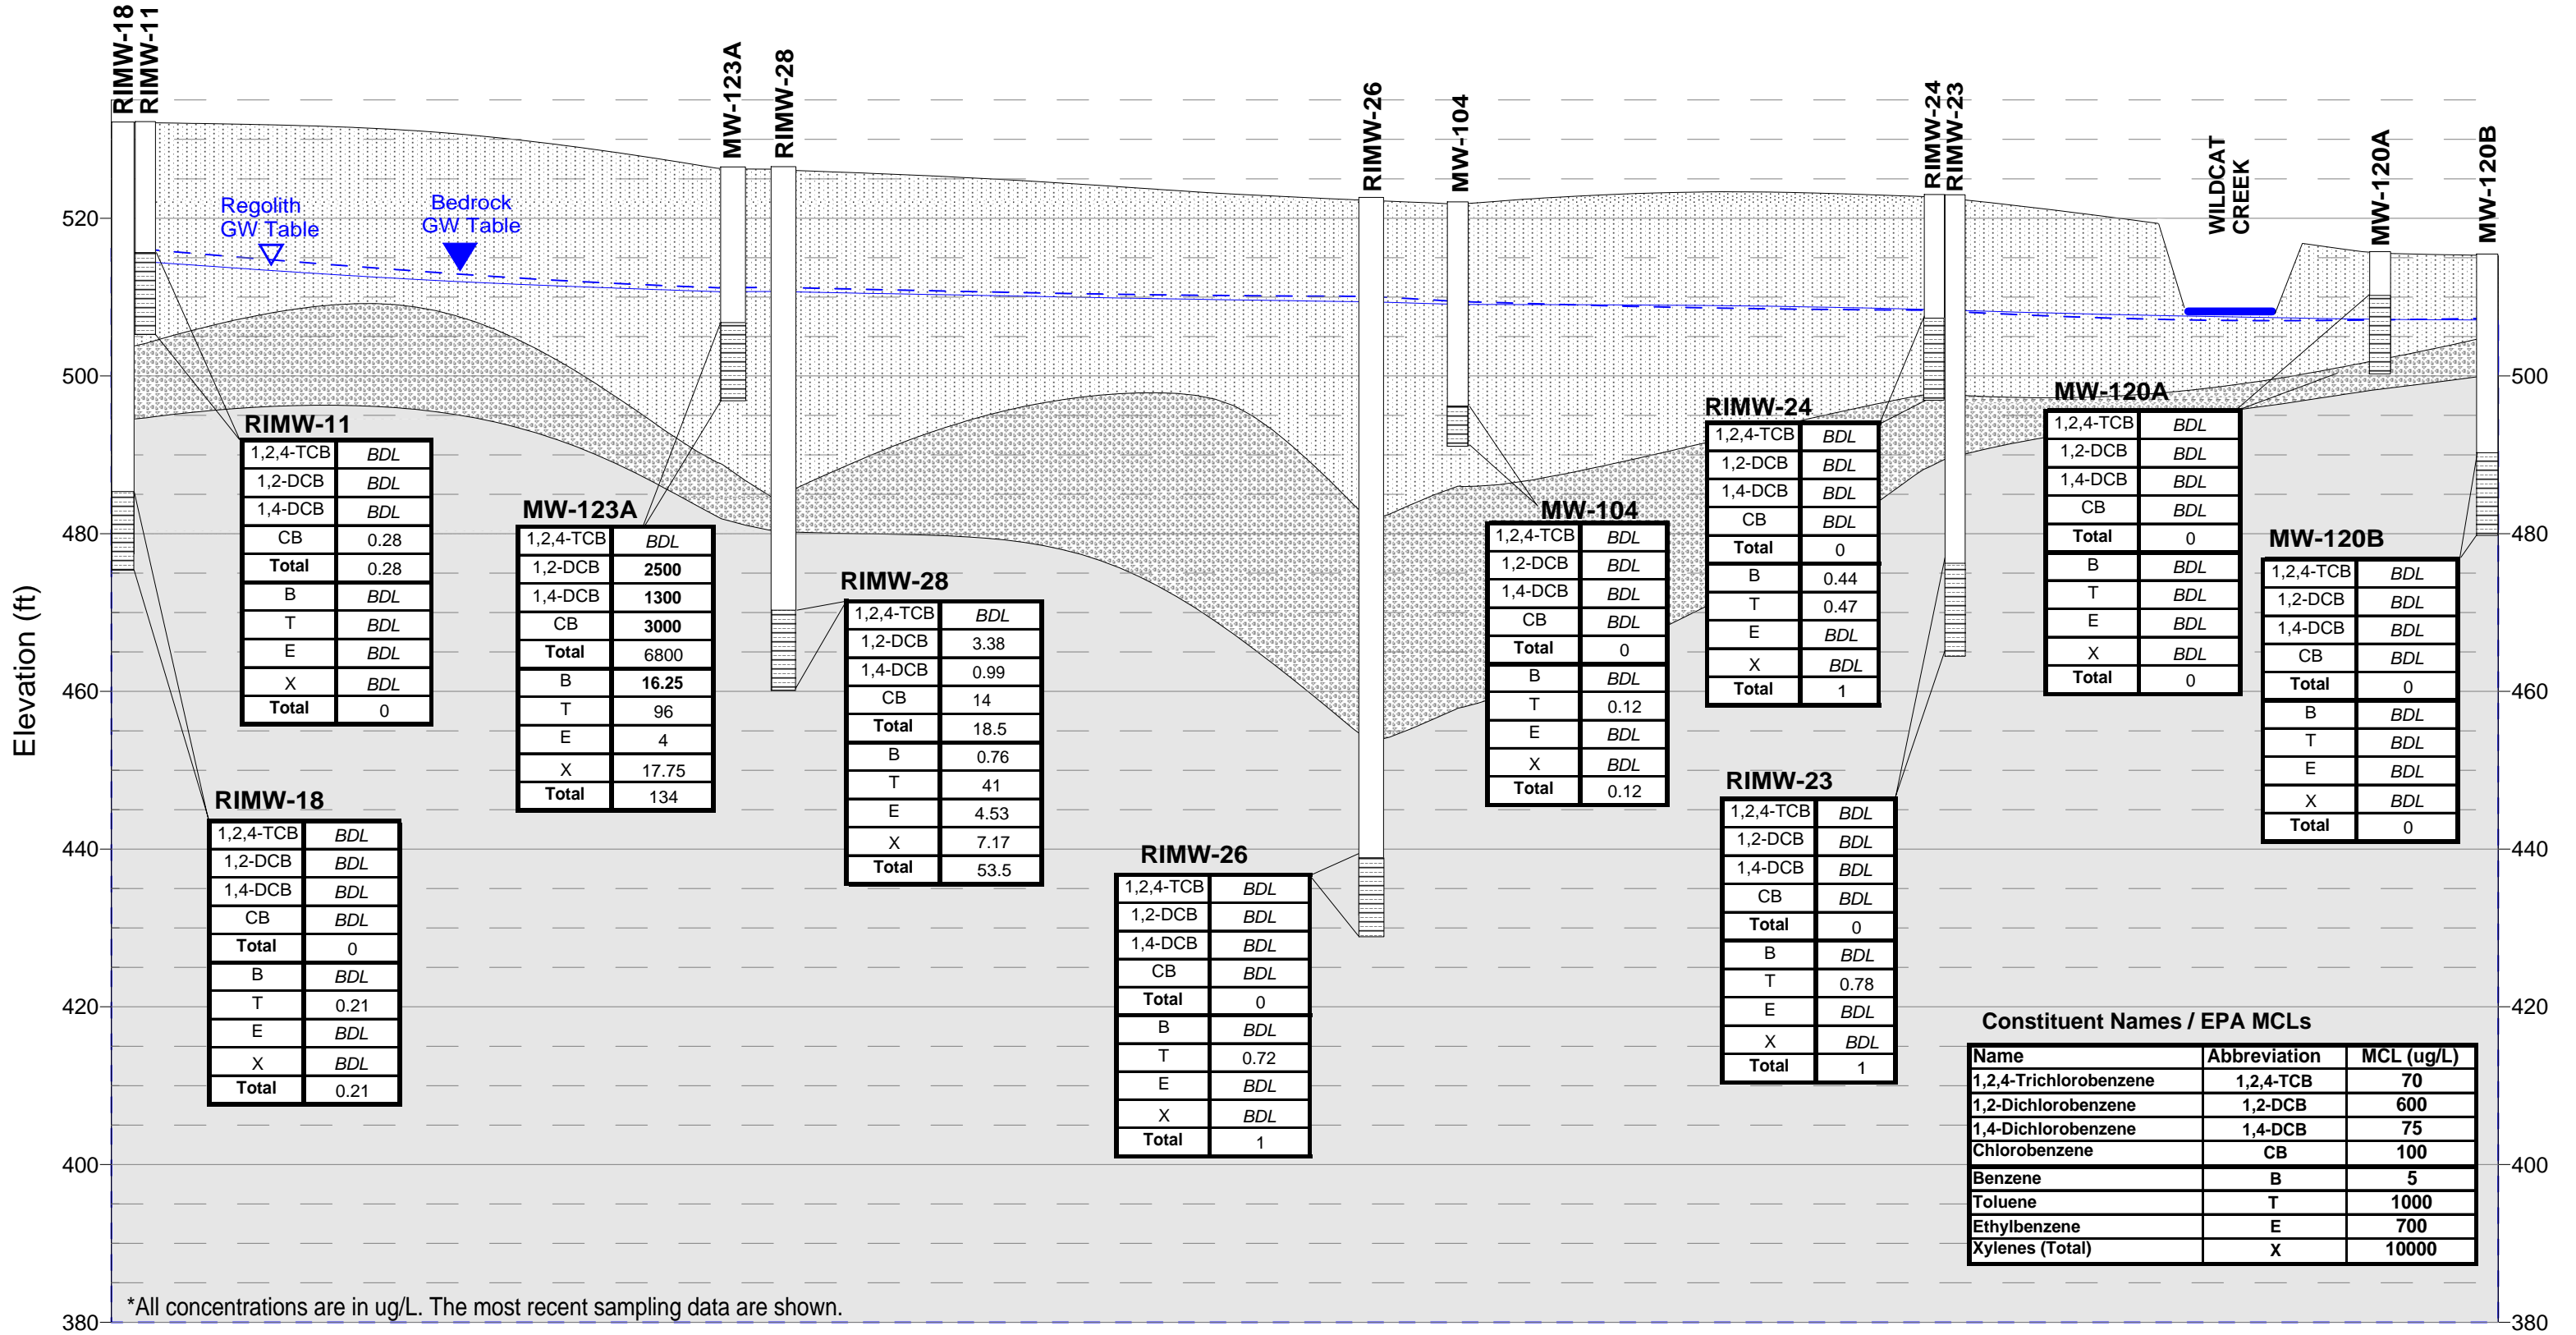 RIMW-18
RIMW-11
MW-123A
RIMW-28
RIMW-26
MW-104
RIMW-24
RIMW-23
WILDCAT
CREEK
MW-120A
MW-120B
Regolith
GW Table
Bedrock
GW Table
Elevation (ft)
520
500
480
460
440
420
400
380
500
480
460
440
420
400
380
RIMW-11
1,2,4-TCB BDL
1,2-DCB BDL
1,4-DCB BDL
CB 0.28
Total 0.28
B BDL
T BDL
E BDL
X BDL
Total 0
RIMW-18
1,2,4-TCB BDL
1,2-DCB BDL
1,4-DCB BDL
CB BDL
Total 0
B BDL
T 0.21
E BDL
X BDL
Total 0.21
MW-123A
1,2,4-TCB BDL
1,2-DCB 2500
1,4-DCB 1300
CB 3000
Total 6800
B 16.25
T 96
E 4
X 17.75
Total 134
RIMW-28
1,2,4-TCB BDL
1,2-DCB 3.38
1,4-DCB 0.99
CB 14
Total 18.5
B 0.76
T 41
E 4.53
X 7.17
Total 53.5
RIMW-26
1,2,4-TCB BDL
1,2-DCB BDL
1,4-DCB BDL
CB BDL
Total 0
B BDL
T 0.72
E BDL
X BDL
Total 1
MW-104
1,2,4-TCB BDL
1,2-DCB BDL
1,4-DCB BDL
CB BDL
Total 0
B BDL
T 0.12
E BDL
X BDL
Total 0.12
RIMW-24
1,2,4-TCB BDL
1,2-DCB BDL
1,4-DCB BDL
CB BDL
Total 0
B 0.44
T 0.47
E BDL
X BDL
Total 1
RIMW-23
1,2,4-TCB BDL
1,2-DCB BDL
1,4-DCB BDL
CB BDL
Total 0
B BDL
T 0.78
E BDL
X BDL
Total 1
MW-120A
1,2,4-TCB BDL
1,2-DCB BDL
1,4-DCB BDL
CB BDL
Total 0
B BDL
T BDL
E BDL
X BDL
Total 0
MW-120B
1,2,4-TCB BDL
1,2-DCB BDL
1,4-DCB BDL
CB BDL
Total 0
B BDL
T BDL
E BDL
X BDL
Total 0
Constituent Names / EPA MCLs
Name Abbreviation MCL (ug/L)
1,2,4-Trichlorobenzene 1,2,4-TCB 70
1,2-Dichlorobenzene 1,2-DCB 600
1,4-Dichlorobenzene 1,4-DCB 75
Chlorobenzene CB 100
Benzene B 5
Toluene T 1000
Ethylbenzene E 700
Xylenes (Total) X 10000
*All concentrations are in ug/L. The most recent sampling data are shown.